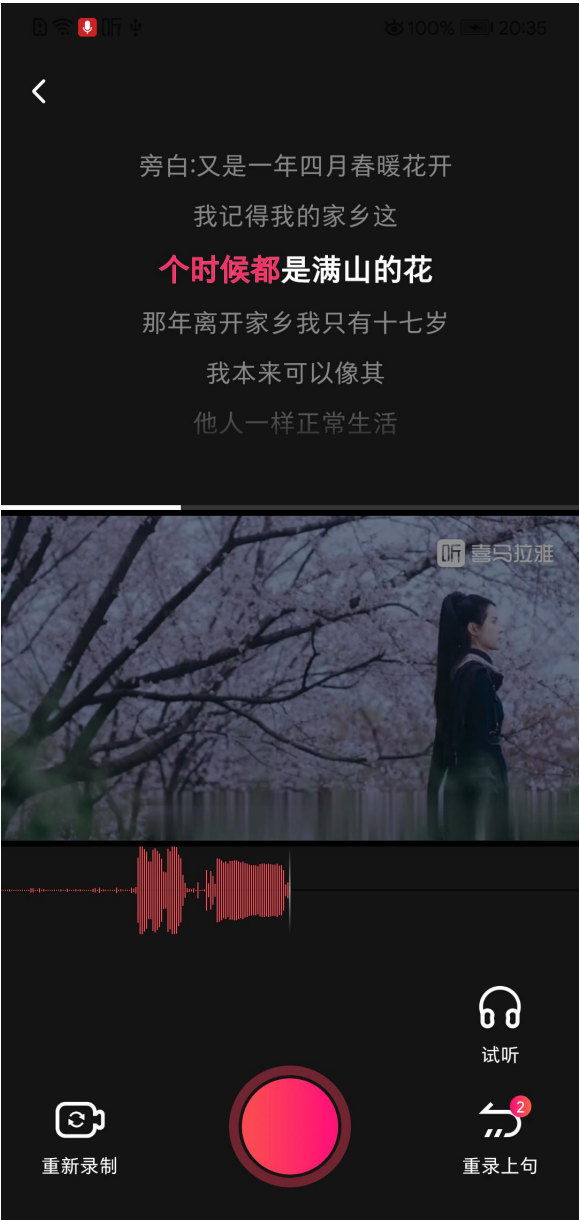 听
100% 20:35
旁白:又是一年四月春暖花开
我记得我的家乡这
个时候都是满山的花
那年离开家乡我只有十七岁
我本来可以像其
他人一样正常生活
听 喜马拉雅
试听
2
重新录制
重录上句